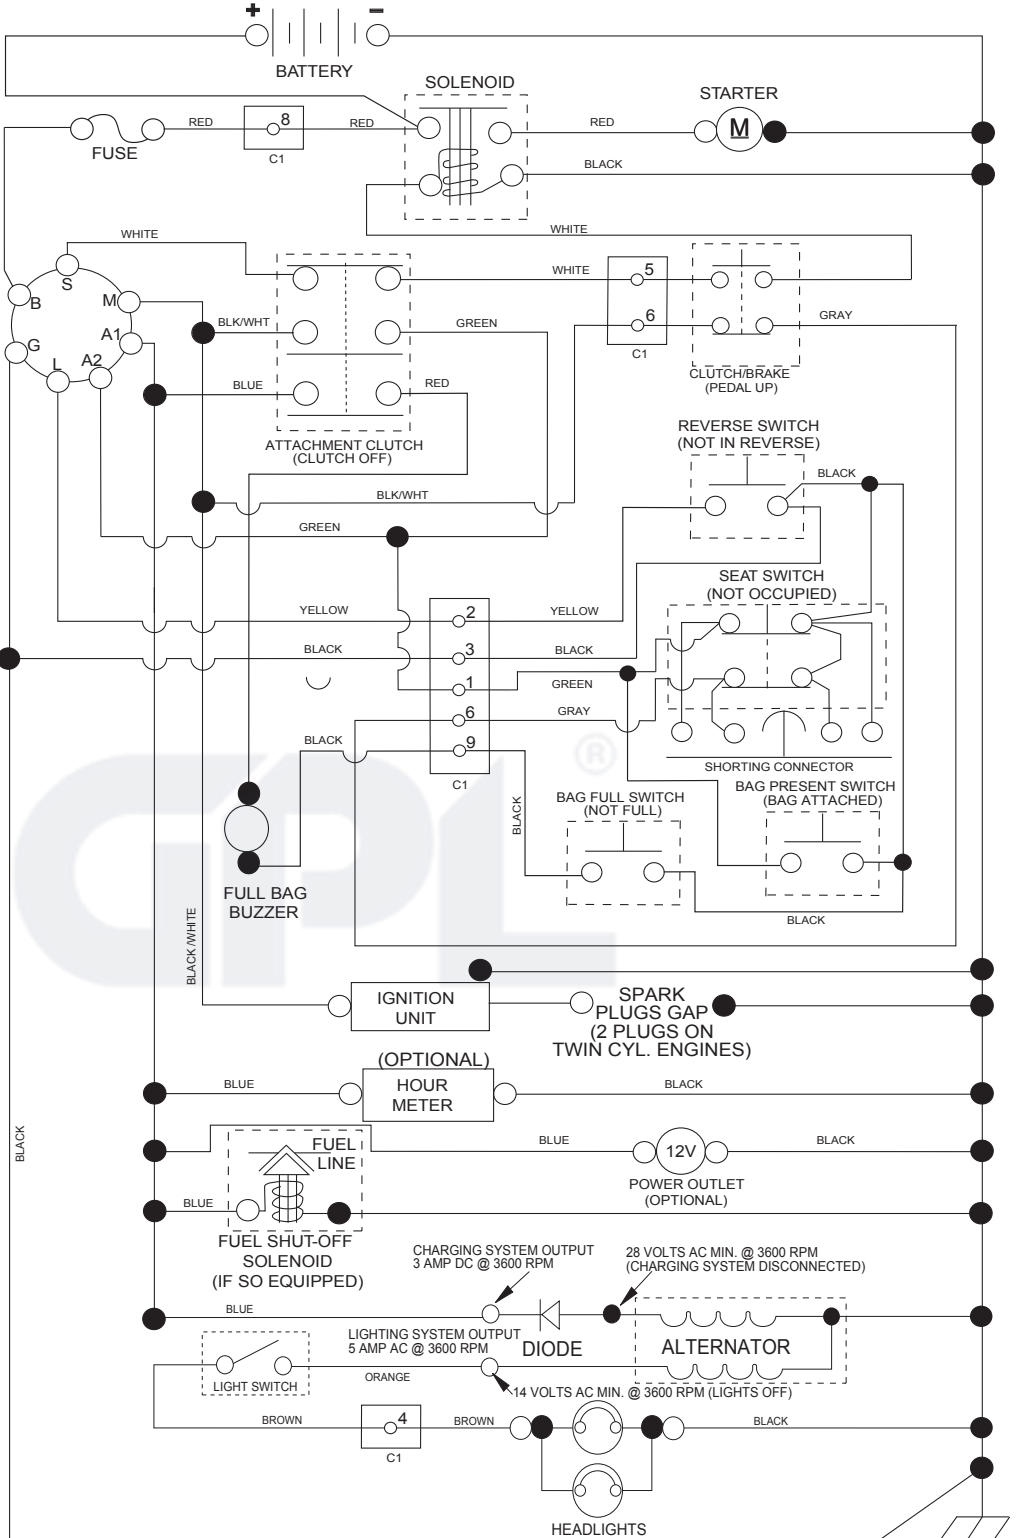 + −
BATTERY
SOLENOID
STARTER
RED
8
RED
RED
M
FUSE
C1
BLACK
WHITE
WHITE
S
WHITE
5
B
M
BLK/WHT
GREEN
6
GRAY
A1
C1
G
A2
L
BLUE
RED
CLUTCH/BRAKE
(PEDAL UP)
ATTACHMENT CLUTCH
(CLUTCH OFF)
REVERSE SWITCH
(NOT IN REVERSE)
BLACK
BLK/WHT
GREEN
SEAT SWITCH
(NOT OCCUPIED)
YELLOW
2
YELLOW
BLACK
3
BLACK
1
GREEN
6
GRAY
BLACK
9
C1
SHORTING CONNECTOR
BLACK
BAG FULL SWITCH
(NOT FULL)
BAG PRESENT SWITCH
(BAG ATTACHED)
FULL BAG
BUZZER
BLACK
BLACK /WHITE
GPL ®
IGNITION
UNIT
SPARK
PLUGS GAP
(2 PLUGS ON
TWIN CYL. ENGINES)
(OPTIONAL)
BLUE
HOUR
METER
BLACK
BLACK
FUEL
LINE
BLUE
12V
BLACK
POWER OUTLET
(OPTIONAL)
BLUE
FUEL SHUT-OFF
SOLENOID
(IF SO EQUIPPED)
CHARGING SYSTEM OUTPUT
3 AMP DC @ 3600 RPM
28 VOLTS AC MIN. @ 3600 RPM
(CHARGING SYSTEM DISCONNECTED)
BLUE
LIGHTING SYSTEM OUTPUT
5 AMP AC @ 3600 RPM
DIODE
ALTERNATOR
LIGHT SWITCH
ORANGE
14 VOLTS AC MIN. @ 3600 RPM (LIGHTS OFF)
BROWN
4
BROWN
BLACK
C1
HEADLIGHTS